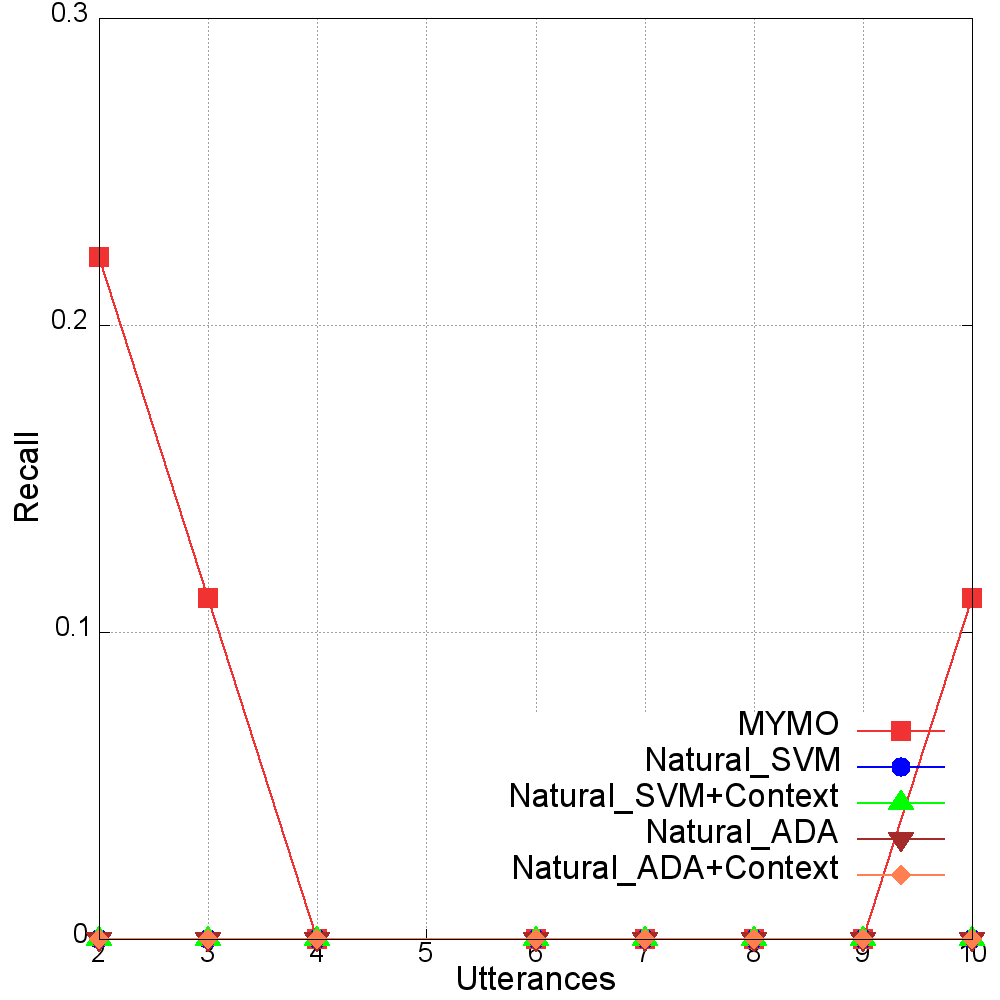 0.3
0.2
0.1
0
Recall
MYMO
Natural_SVM
Natural_SVM+Context
Natural_ADA
Natural_ADA+Context
2 3 4 5 6 7 8 9 10
Utterances